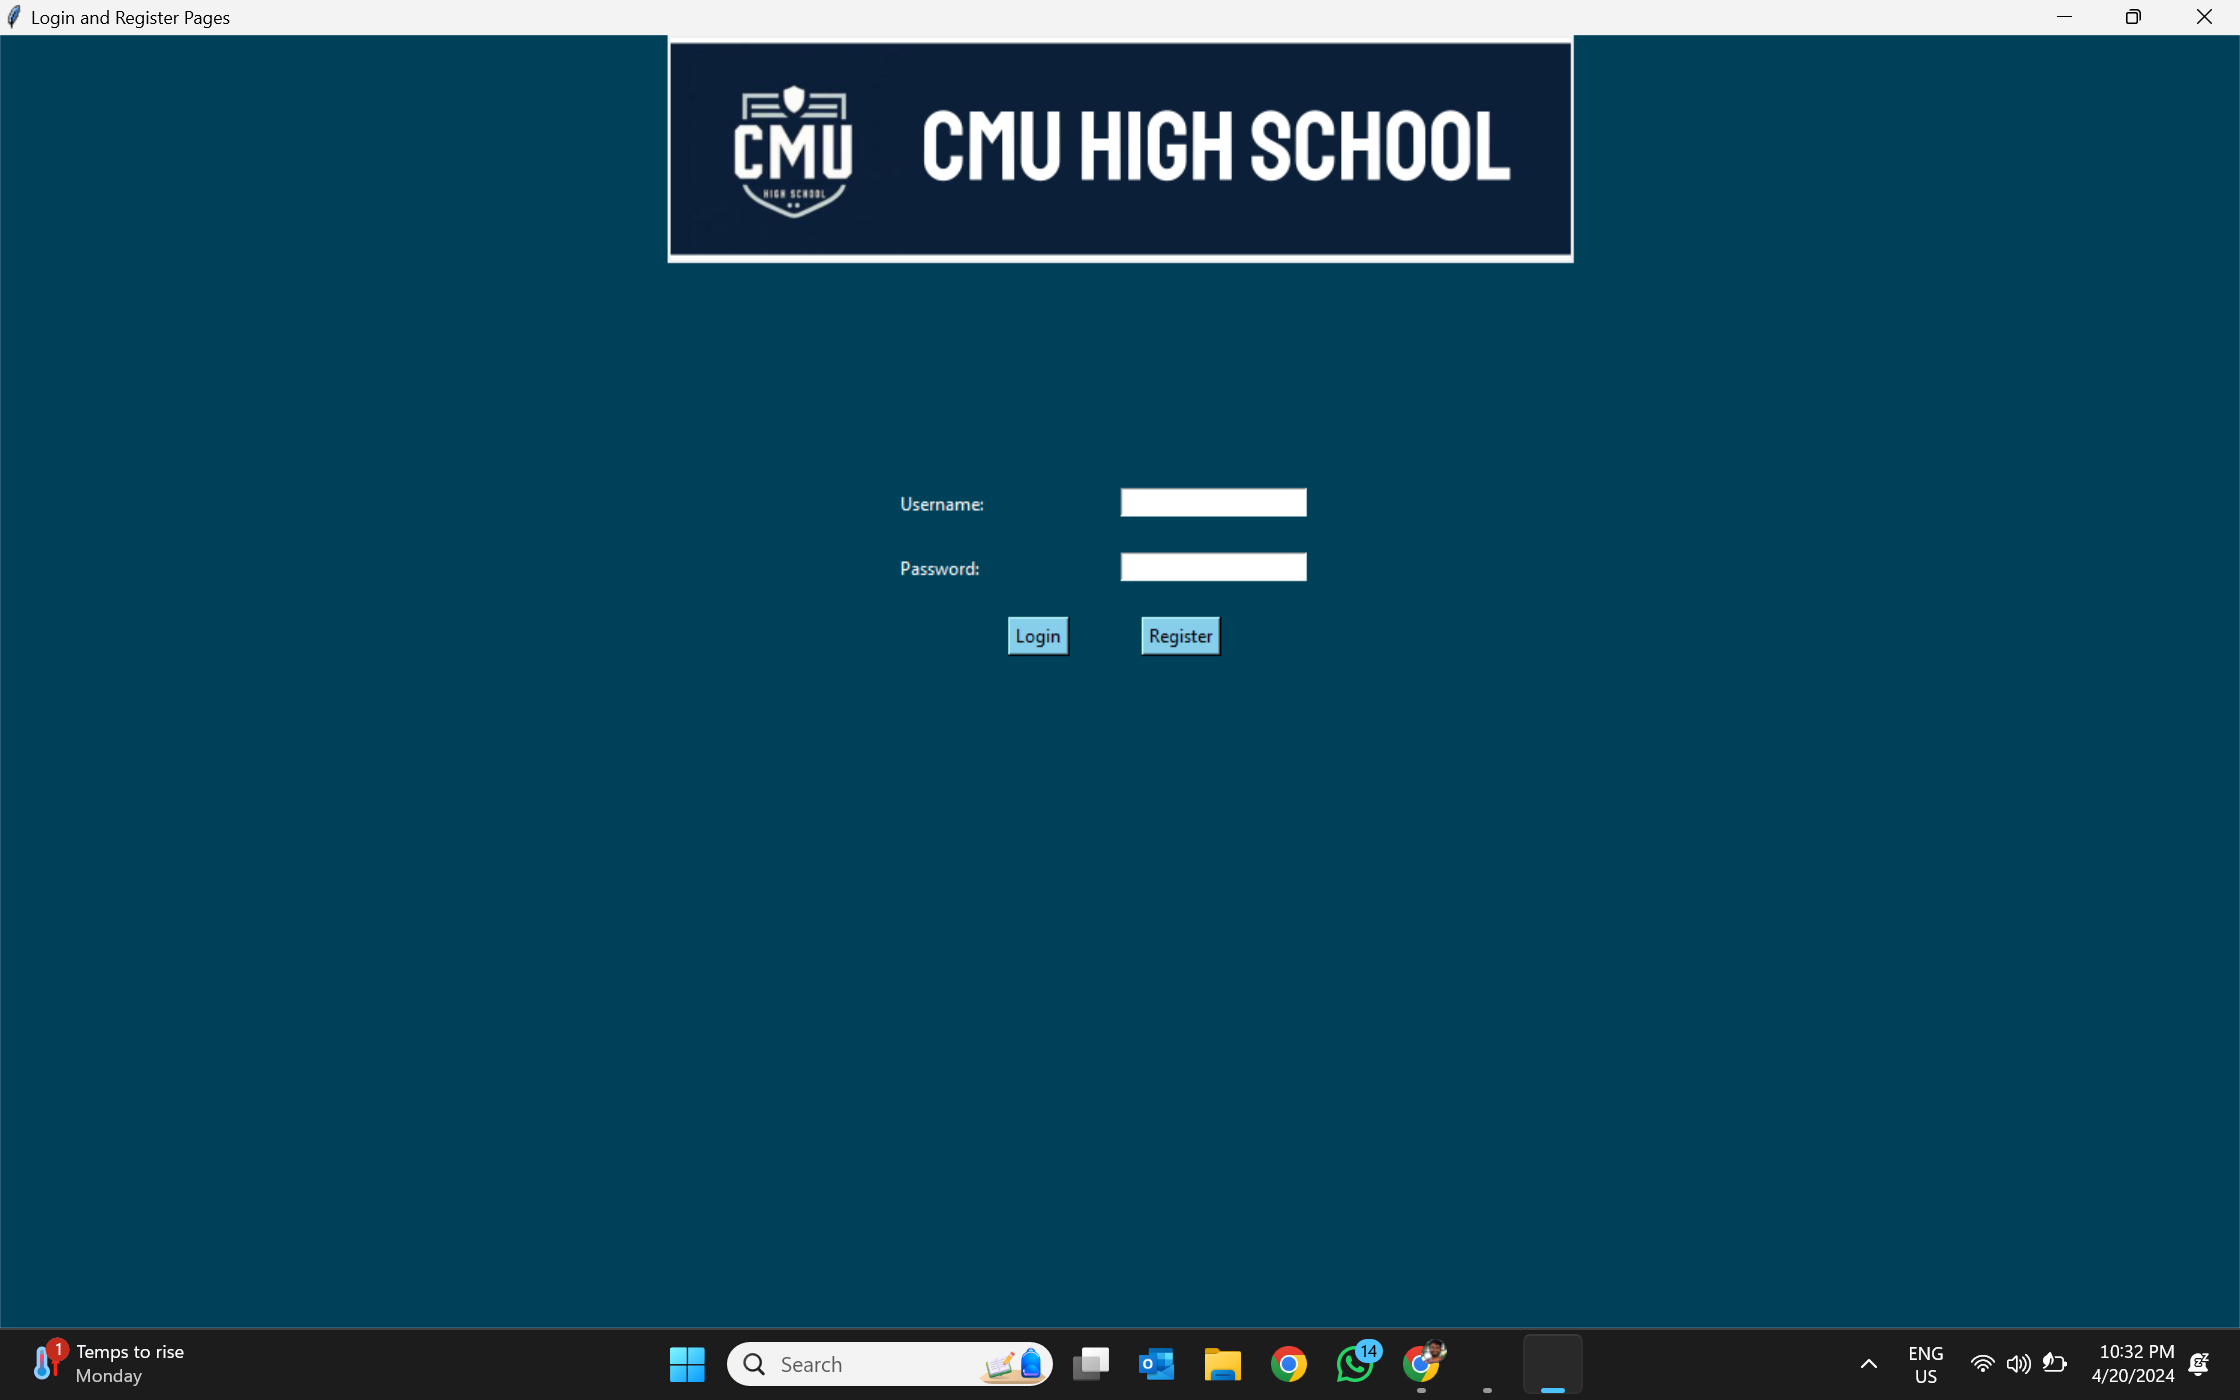 Login and Register Pages
CMU
HIGH SCHOOL
CMU HIGH SCHOOL
Username:
Password:
Login
Register
1
Temps to rise
Monday
Search
14
ENG
US
10:32 PM
4/20/2024